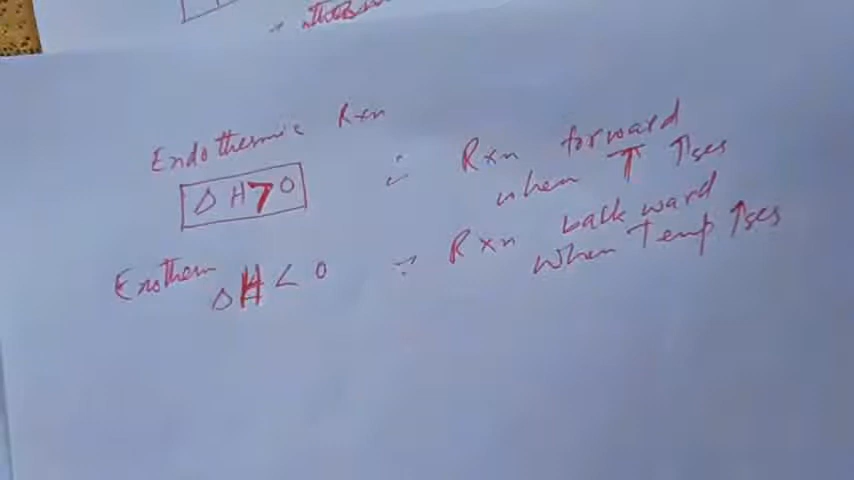 Endothermic Rxn
ΔH>0
∴ Rxn forward
when T ↑ses
Exotherm
ΔH<0
∴ Rxn backward
when Temp ↑ses